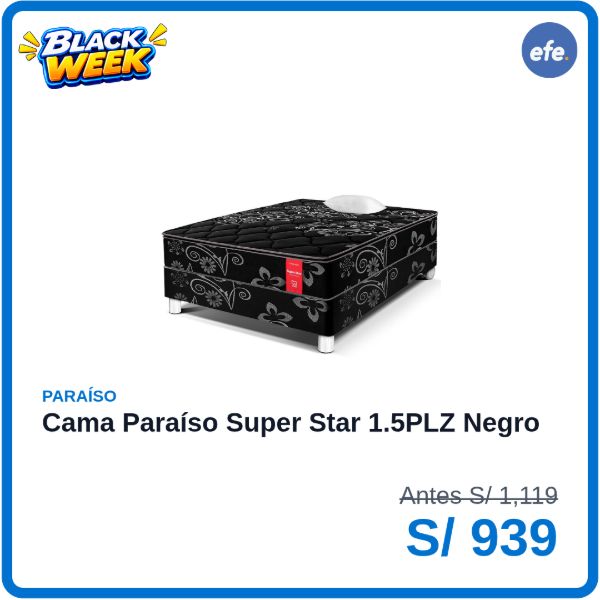 BLACK
WEEK
efe.
PARAÍSO
Cama Paraíso Super Star 1.5PLZ Negro
Antes S/ 1,119
S/ 939